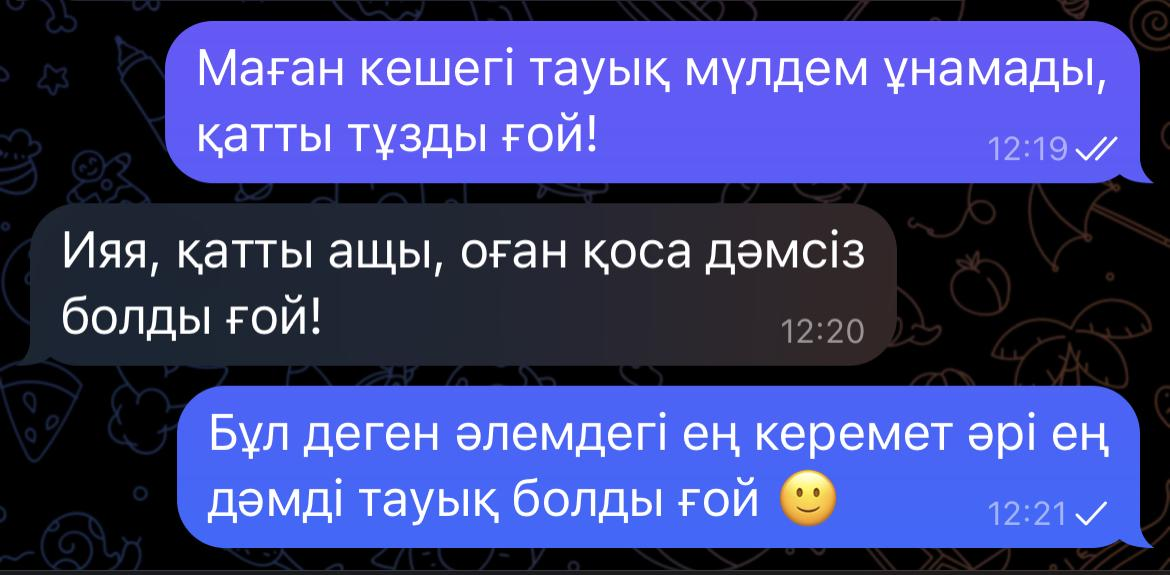 Маған кешегі тауық мүлдем ұнамады,
қатты тұзды ғой!
12:19
Ияя, қатты ащы, оған қоса дәмсіз
болды ғой!
12:20
Бұл деген әлемдегі ең керемет әрі ең
дәмді тауық болды ғой 🙂
12:21